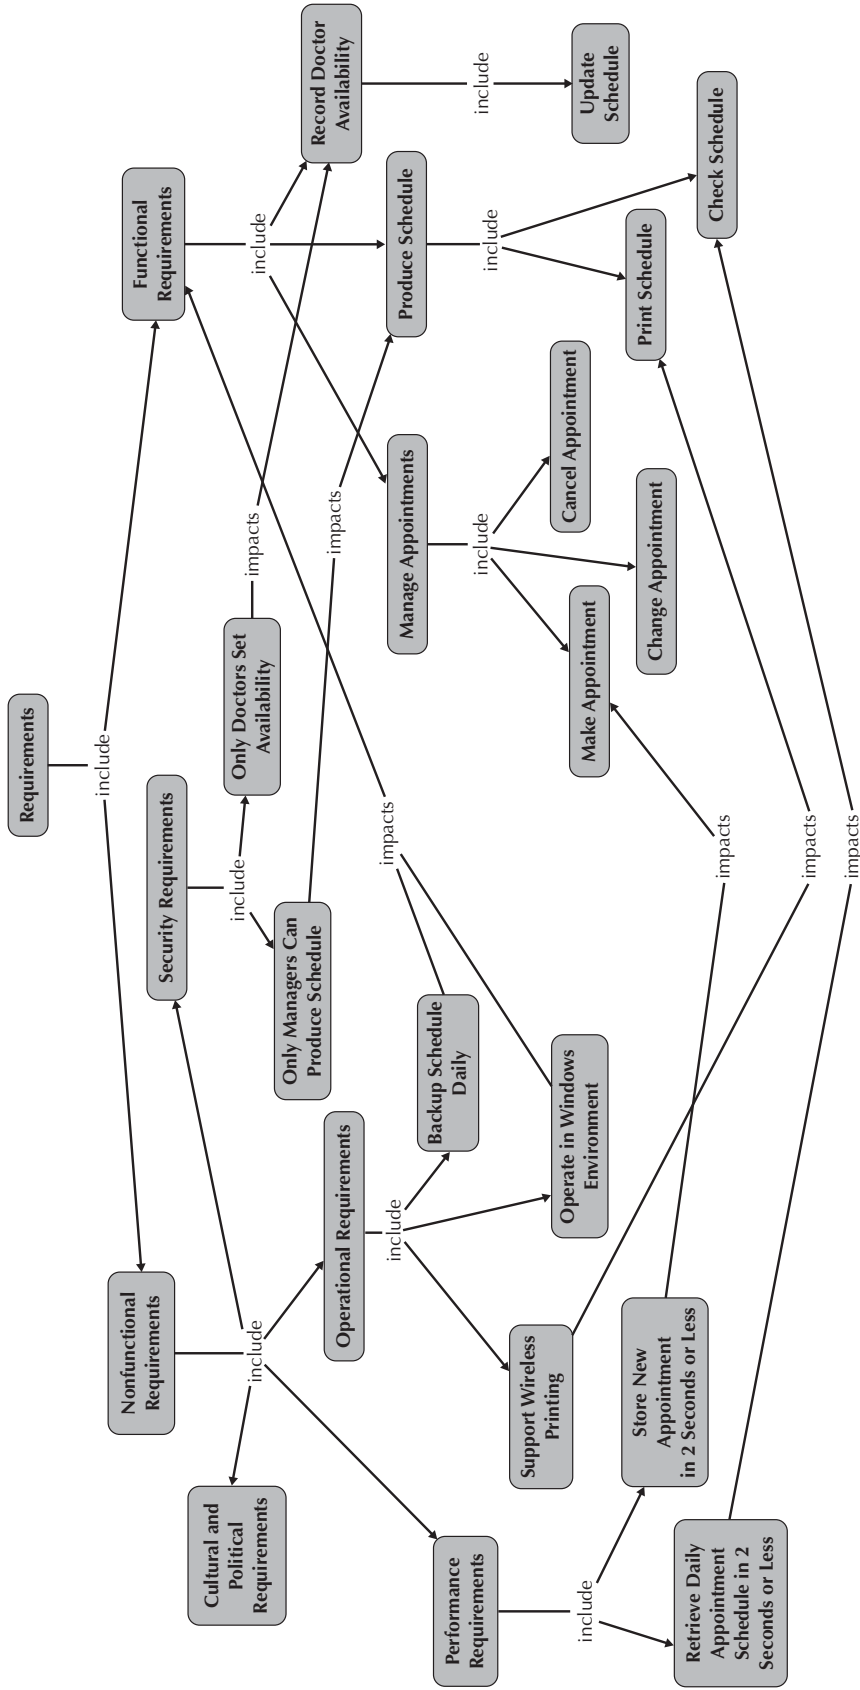 Requirements
include
Nonfunctional
Requirements
Functional
Requirements
include
Cultural and
Political
Requirements
Performance
Requirements
include
Retrieve Daily
Appointment
Schedule in 2
Seconds or Less
impacts
Store New
Appointment
in 2 Seconds or Less
impacts
Operational Requirements
include
Support Wireless
Printing
impacts
Operate in Windows
Environment
Backup Schedule
Daily
impacts
Security Requirements
include
Only Managers Can
Produce Schedule
impacts
Only Doctors Set
Availability
impacts
include
Manage Appointments
include
Make Appointment
Change Appointment
Cancel Appointment
Produce Schedule
include
Print Schedule
Check Schedule
Record Doctor
Availability
include
Update
Schedule